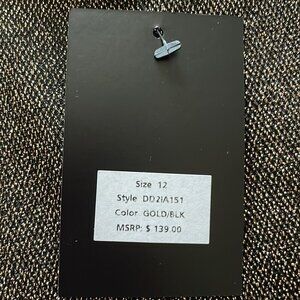 Size 12
Style DD2IA151
Color GOLD/BLK
MSRP: $ 139.00